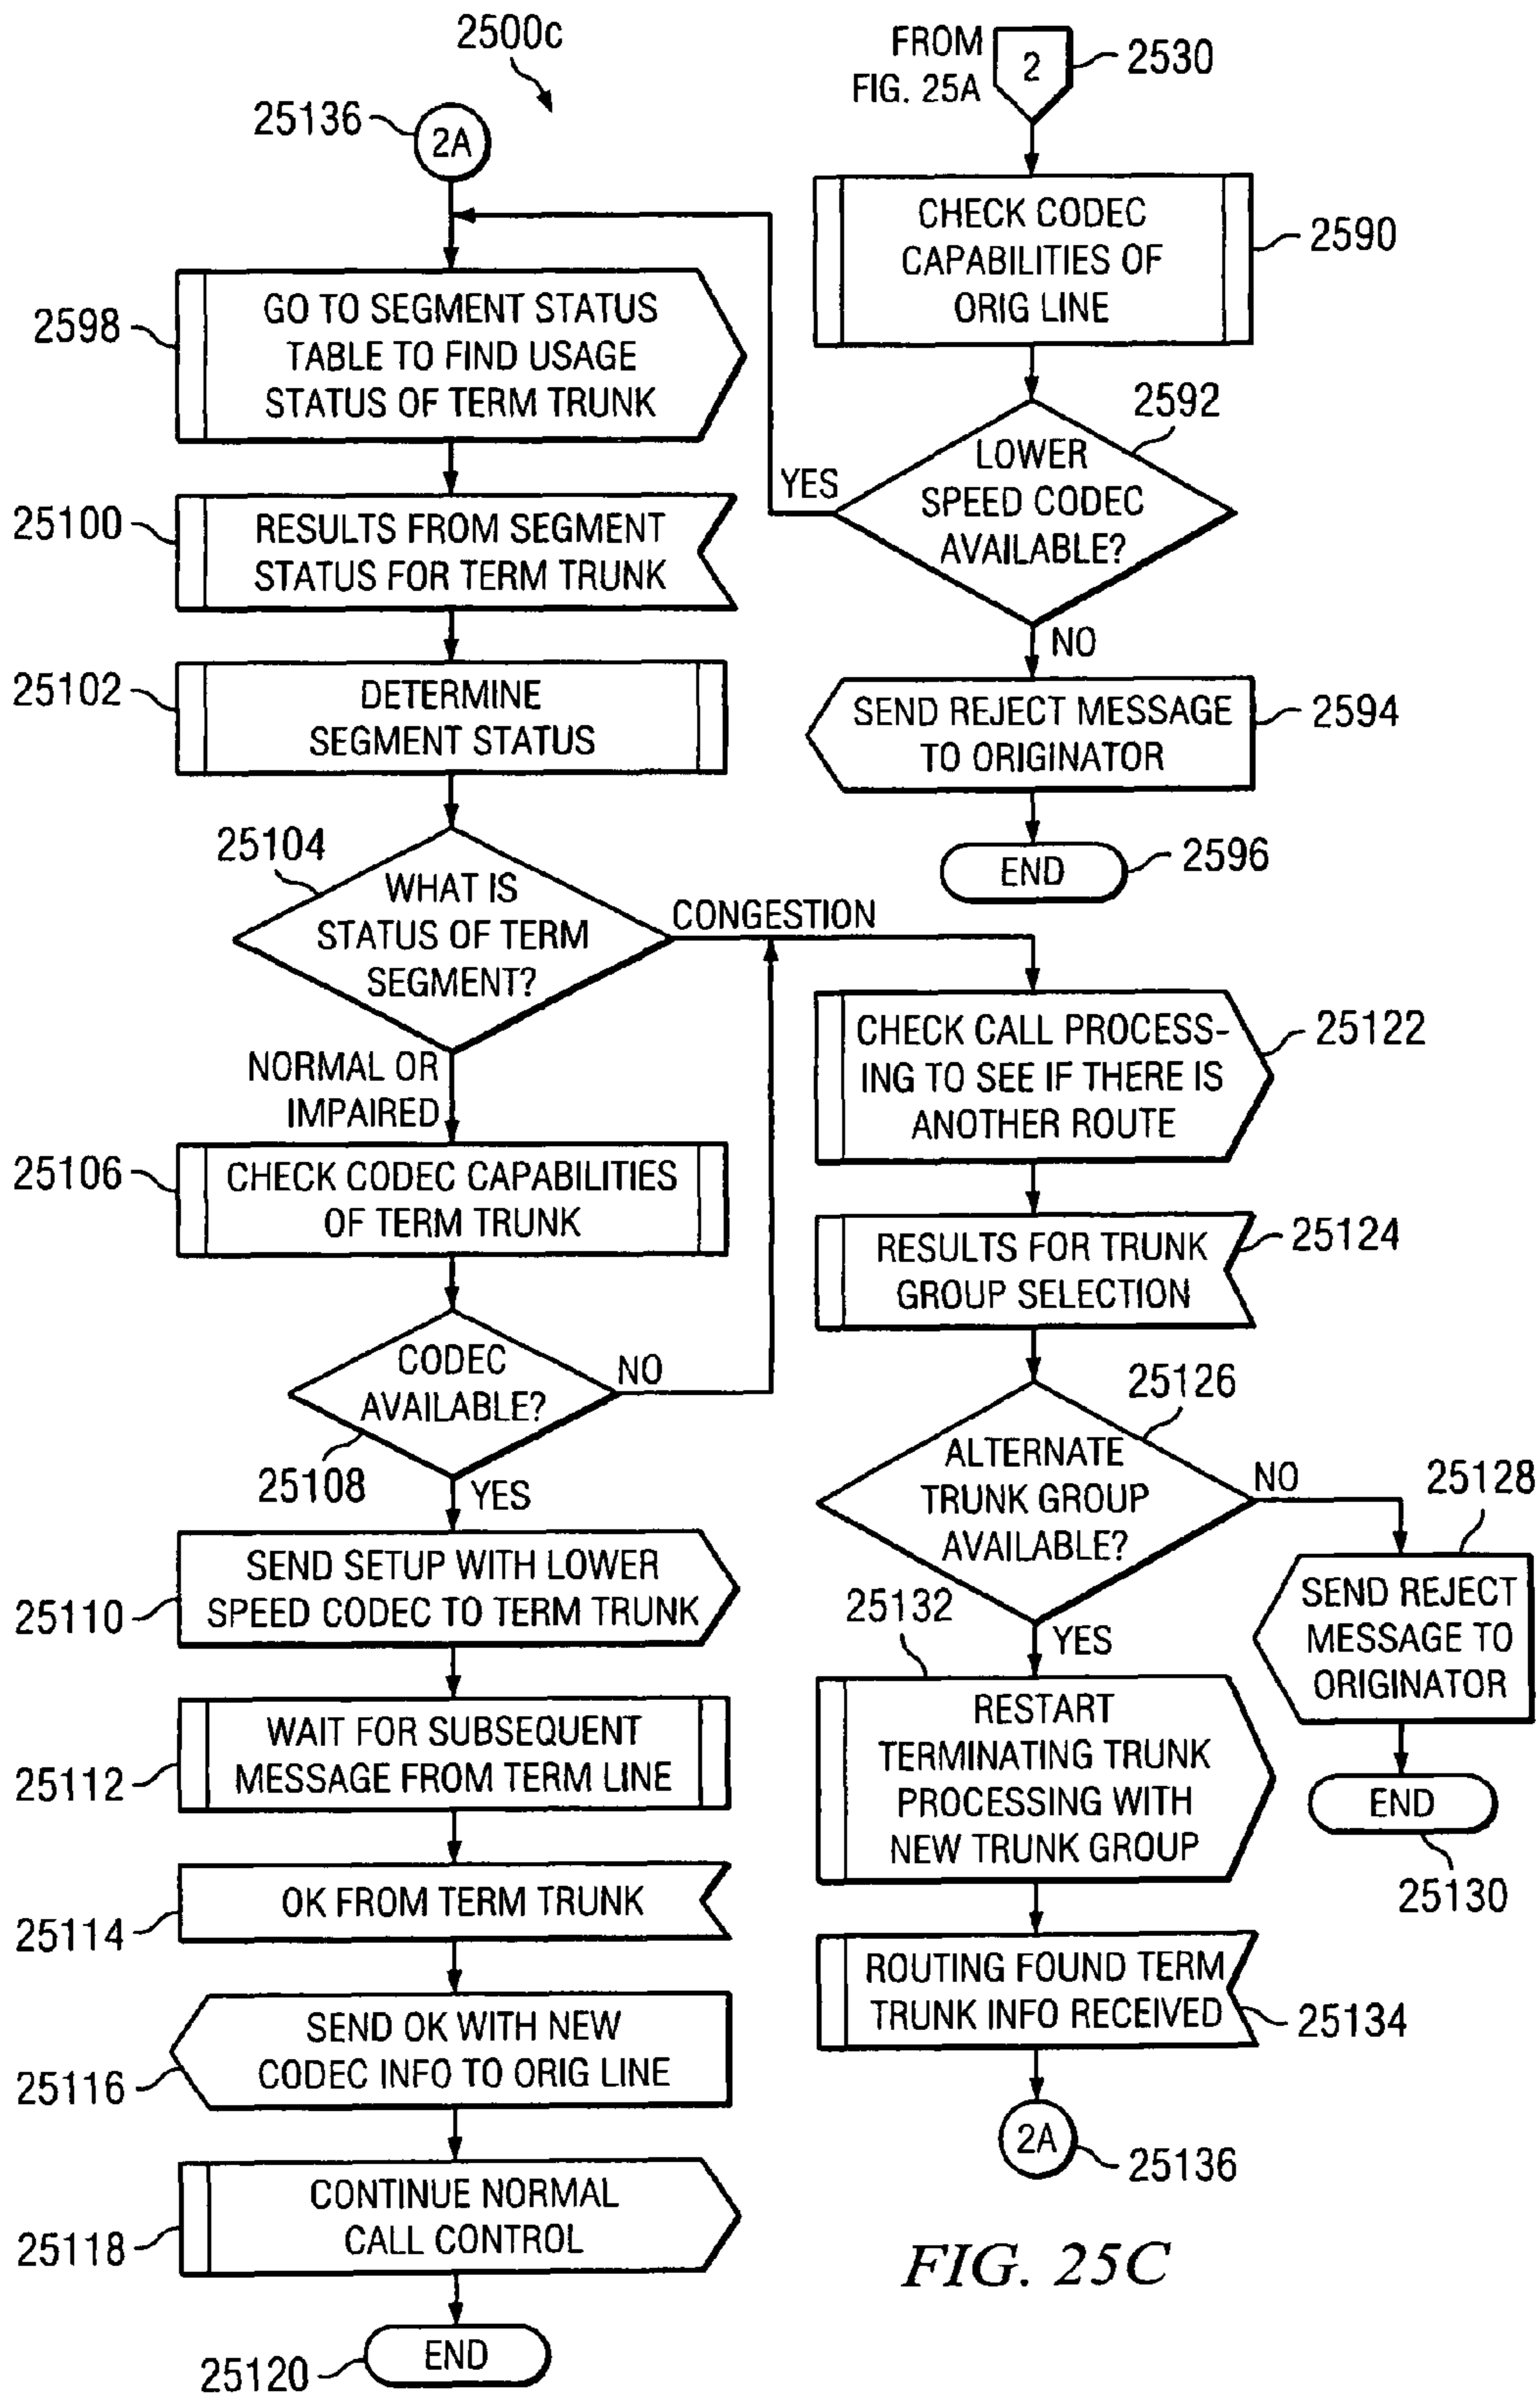 2500c
FROM
FIG. 25A
2
2530
25136
2A
CHECK CODEC
CAPABILITIES OF
ORIG LINE
2590
2598
GO TO SEGMENT STATUS
TABLE TO FIND USAGE
STATUS OF TERM TRUNK
2592
LOWER
SPEED CODEC
AVAILABLE?
YES
NO
25100
RESULTS FROM SEGMENT
STATUS FOR TERM TRUNK
25102
DETERMINE
SEGMENT STATUS
SEND REJECT MESSAGE
TO ORIGINATOR
2594
END
2596
25104
WHAT IS
STATUS OF TERM
SEGMENT?
CONGESTION
NORMAL OR
IMPAIRED
CHECK CALL PROCESS-
ING TO SEE IF THERE IS
ANOTHER ROUTE
25122
25106
CHECK CODEC CAPABILITIES
OF TERM TRUNK
RESULTS FOR TRUNK
GROUP SELECTION
25124
CODEC
AVAILABLE?
NO
25108
YES
25126
ALTERNATE
TRUNK GROUP
AVAILABLE?
NO
25128
YES
SEND REJECT
MESSAGE TO
ORIGINATOR
END
25130
25110
SEND SETUP WITH LOWER
SPEED CODEC TO TERM TRUNK
25132
RESTART
TERMINATING TRUNK
PROCESSING WITH
NEW TRUNK GROUP
25112
WAIT FOR SUBSEQUENT
MESSAGE FROM TERM LINE
25114
OK FROM TERM TRUNK
ROUTING FOUND TERM
TRUNK INFO RECEIVED
25134
25116
SEND OK WITH NEW
CODEC INFO TO ORIG LINE
2A
25136
25118
CONTINUE NORMAL
CALL CONTROL
25120
END
FIG. 25C